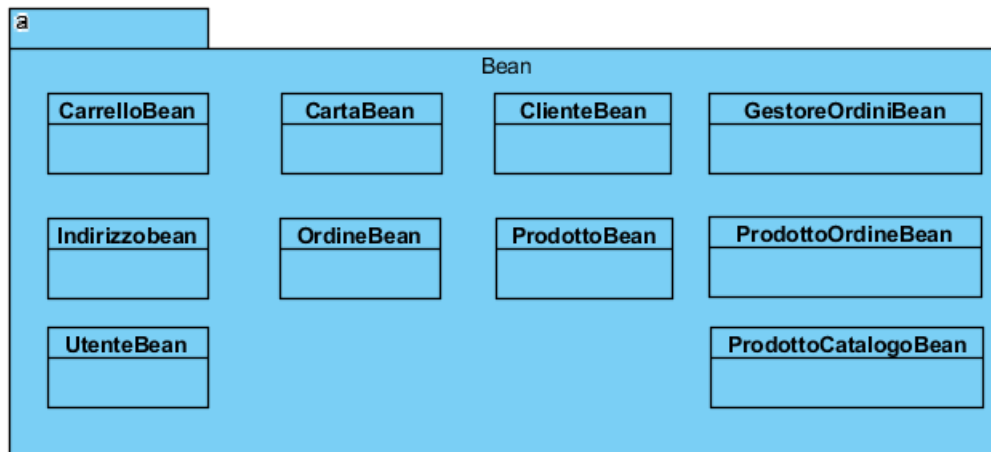 a
Bean
CarrelloBean
CartaBean
ClienteBean
GestoreOrdiniBean
Indirizzobean
OrdineBean
ProdottoBean
ProdottoOrdineBean
UtenteBean
ProdottoCatalogoBean